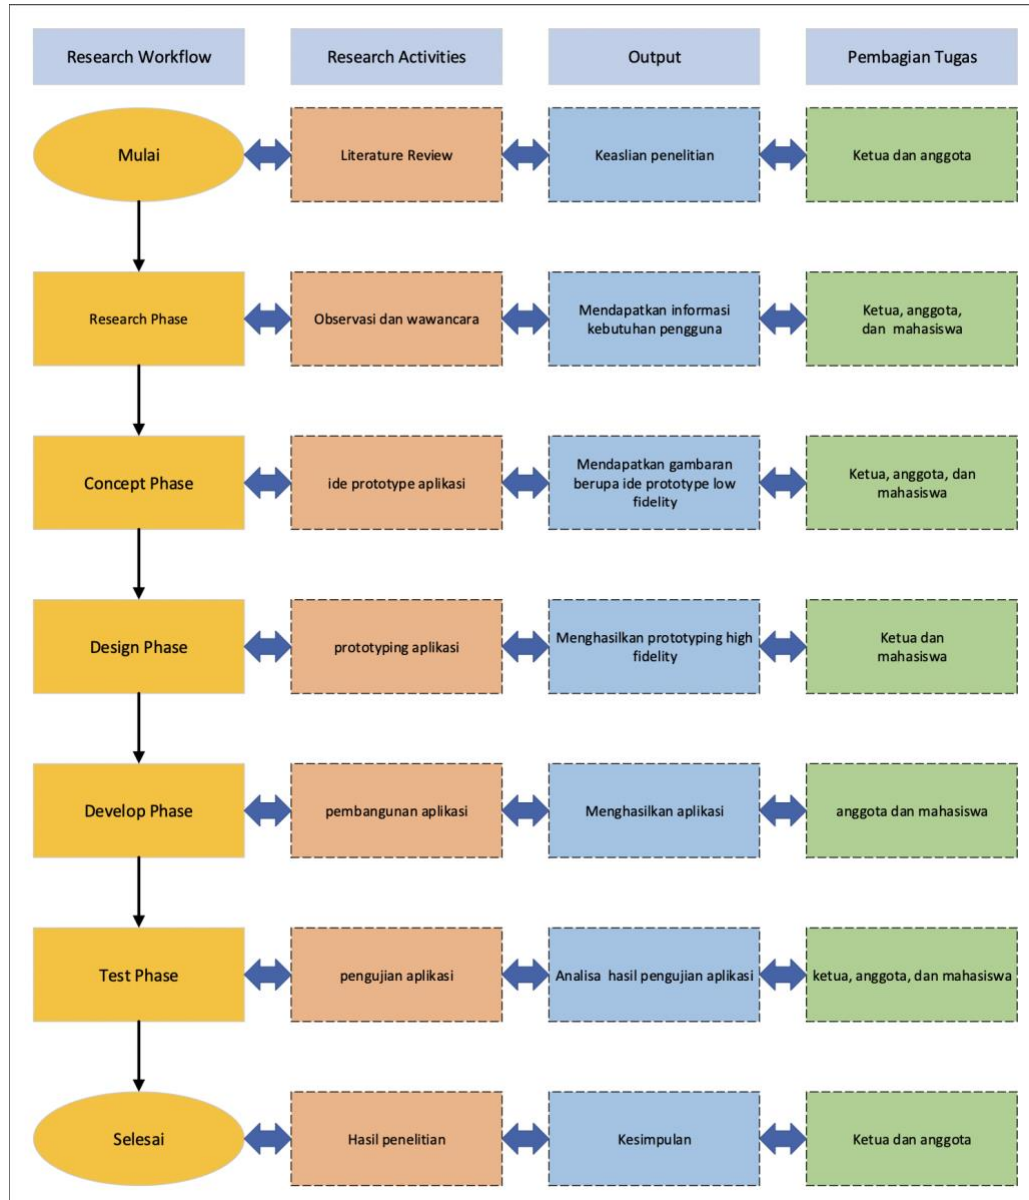 Research Workflow
Research Activities
Output
Pembagian Tugas
Mulai
Literature Review
Keaslian penelitian
Ketua dan anggota
Research Phase
Observasi dan wawancara
Mendapatkan informasi
kebutuhan pengguna
Ketua, anggota,
dan mahasiswa
Concept Phase
ide prototype aplikasi
Mendapatkan gambaran
berupa ide prototype low
fidelity
Ketua, anggota, dan
mahasiswa
Design Phase
prototyping aplikasi
Menghasilkan prototyping high
fidelity
Ketua dan
mahasiswa
Develop Phase
pembangunan aplikasi
Menghasilkan aplikasi
anggota dan mahasiswa
Test Phase
pengujian aplikasi
Analisa hasil pengujian aplikasi
ketua, anggota, dan mahasiswa
Selesai
Hasil penelitian
Kesimpulan
Ketua dan anggota